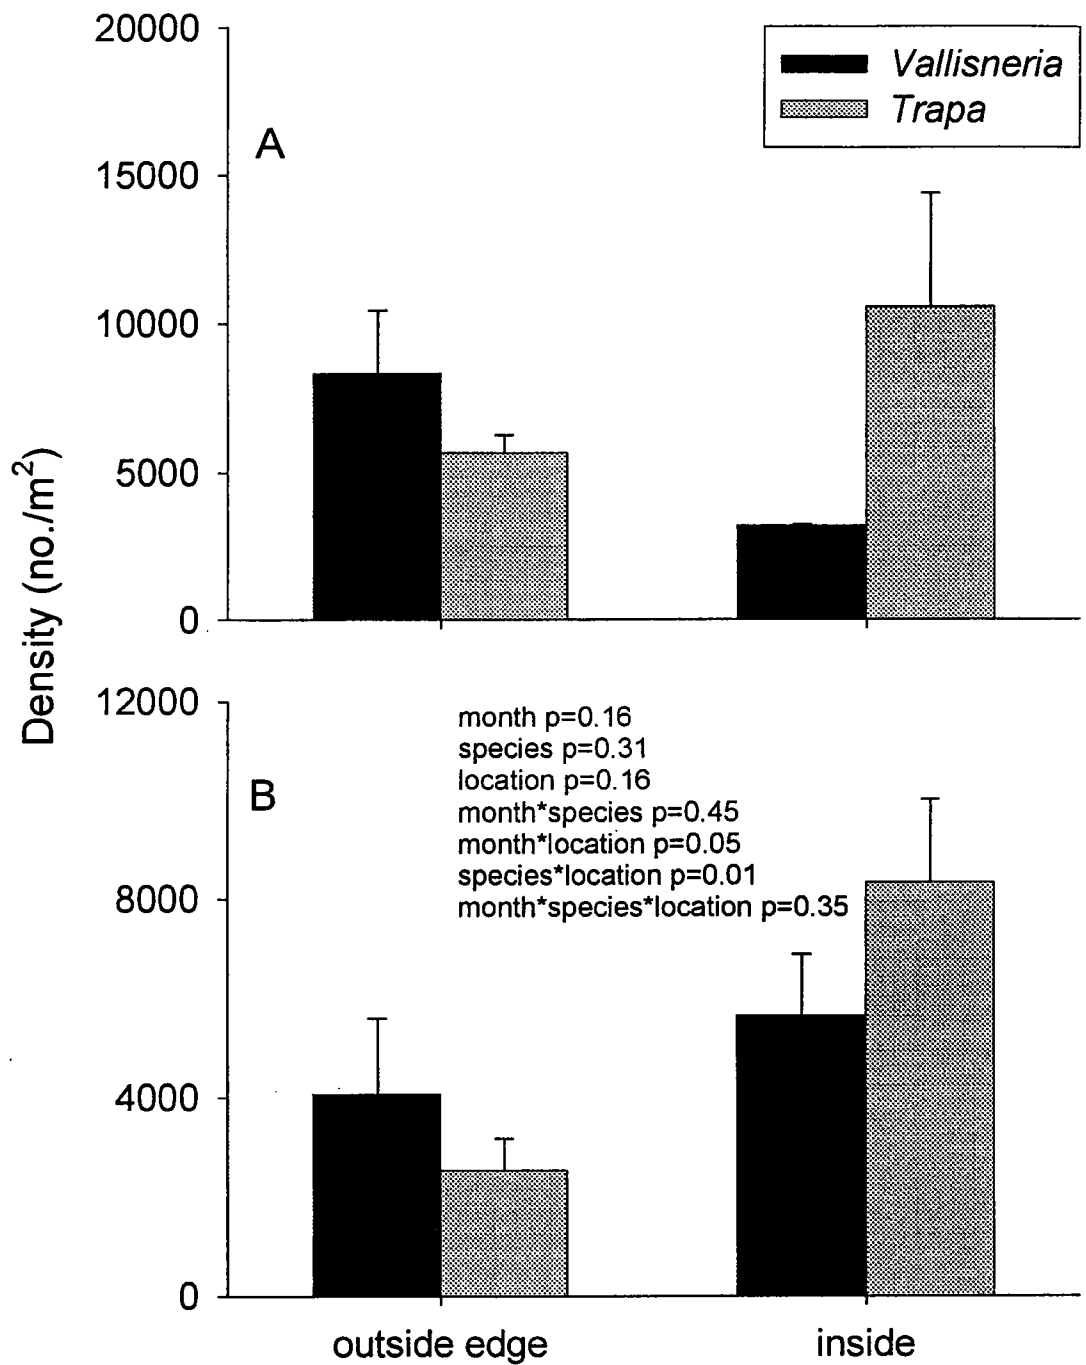 20000
Vallisneria
Trapa
A
15000
10000
5000
0
Density (no./m²)
12000
month p=0.16
species p=0.31
location p=0.16
B
month*species p=0.45
month*location p=0.05
species*location p=0.01
month*species*location p=0.35
8000
4000
0
outside edge
inside